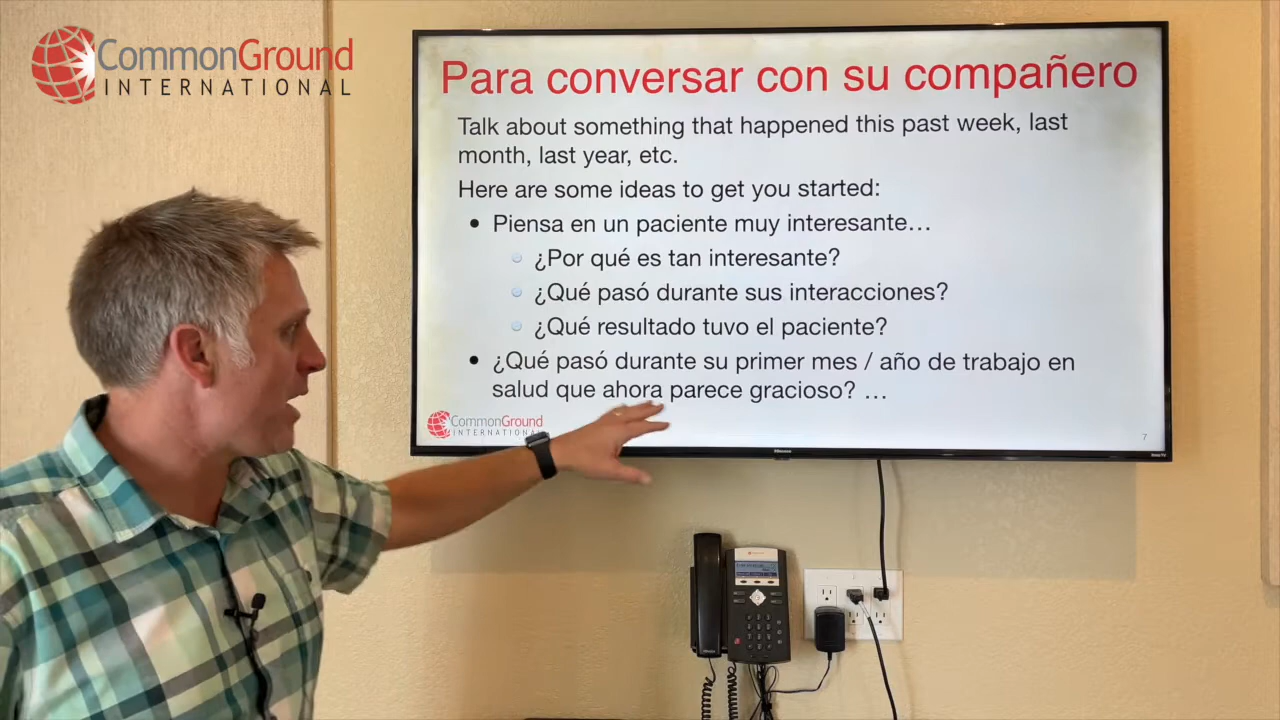 CommonGround
INTERNATIONAL
Para conversar con su compañero
Talk about something that happened this past week, last
month, last year, etc.
Here are some ideas to get you started:
• Piensa en un paciente muy interesante…
¿Por qué es tan interesante?
¿Qué pasó durante sus interacciones?
¿Qué resultado tuvo el paciente?
• ¿Qué pasó durante su primer mes / año de trabajo en
salud que ahora parece gracioso? …
CommonGround
INTERNATIONAL
7
Hisense